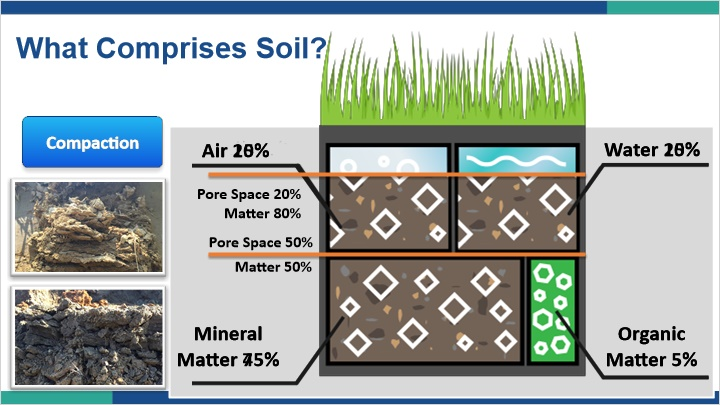 What Comprises Soil?
Compaction
Air
Water
Pore Space 20%
Matter 80%
Pore Space 50%
Matter 50%
Mineral
Matter
Organic
Matter 5%